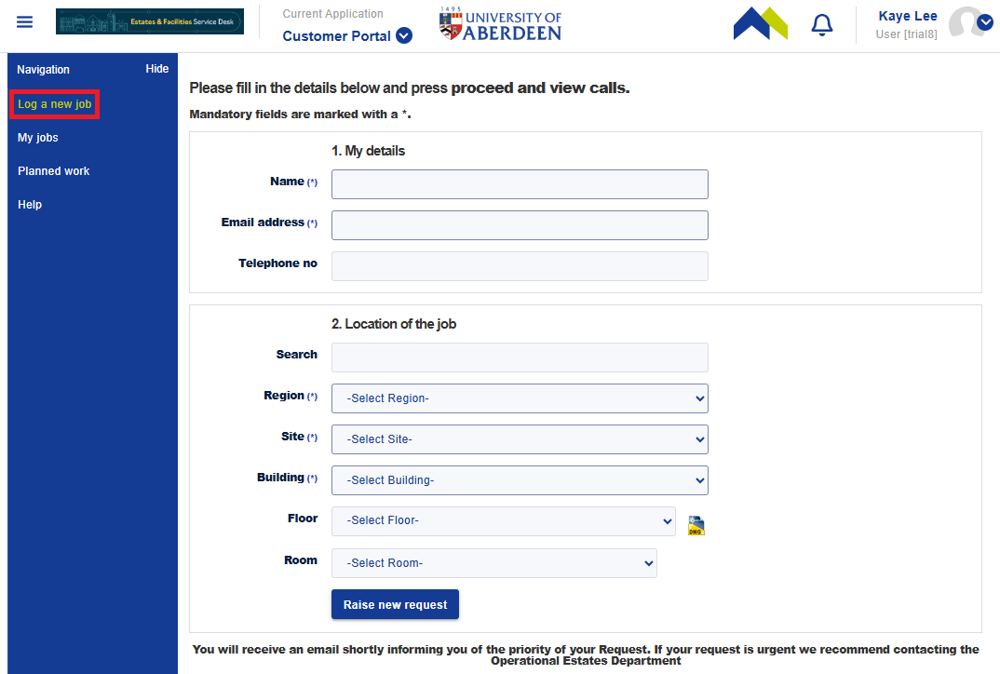 Estates & Facilities Service Desk
Current Application
Customer Portal
1495
UNIVERSITY OF
ABERDEEN
Kaye Lee
User [trial8]
Navigation
Hide
Log a new job
My jobs
Planned work
Help
Please fill in the details below and press proceed and view calls.
Mandatory fields are marked with a *.
1. My details
Name (*)
Email address (*)
Telephone no
2. Location of the job
Search
Region (*)
-Select Region-
Site (*)
-Select Site-
Building (*)
-Select Building-
Floor
-Select Floor-
DWG
Room
-Select Room-
Raise new request
You will receive an email shortly informing you of the priority of your Request. If your request is urgent we recommend contacting the
Operational Estates Department